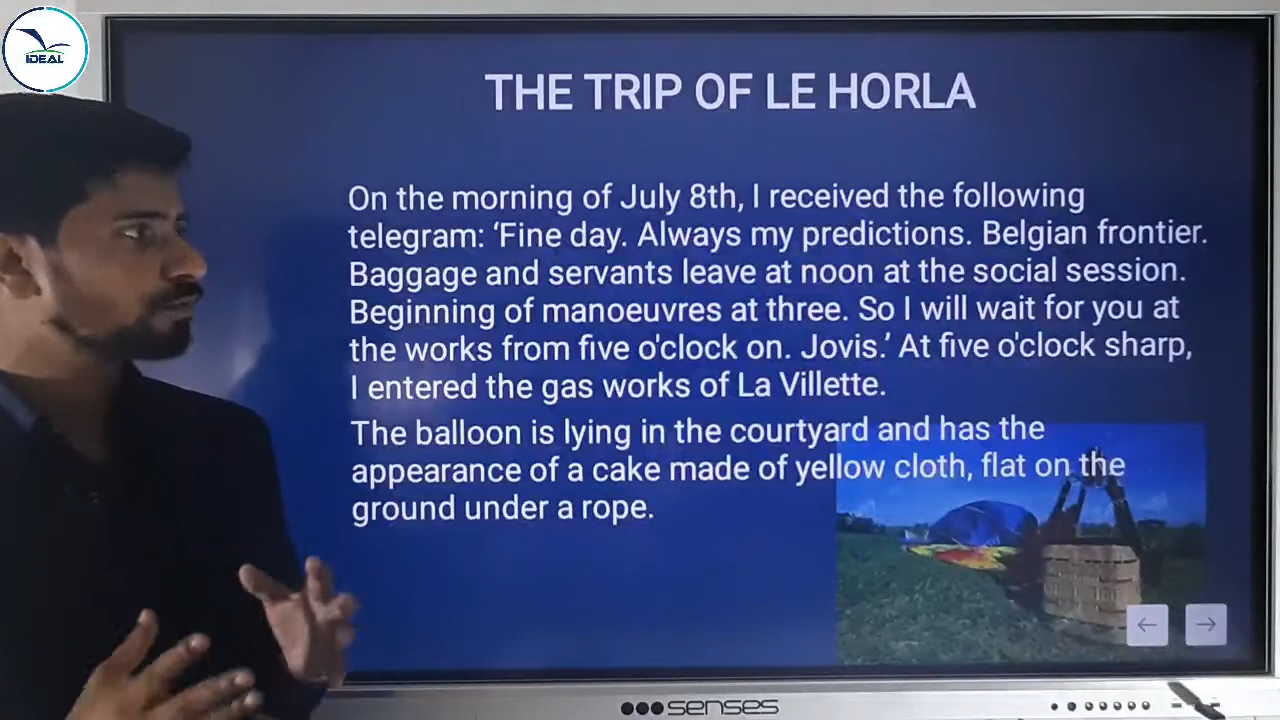 IDEAL
THE TRIP OF LE HORLA
On the morning of July 8th, I received the following
telegram: ‘Fine day. Always my predictions. Belgian frontier.
Baggage and servants leave at noon at the social session.
Beginning of manoeuvres at three. So I will wait for you at
the works from five o'clock on. Jovis.’ At five o'clock sharp,
I entered the gas works of La Villette.
The balloon is lying in the courtyard and has the
appearance of a cake made of yellow cloth, flat on the
ground under a rope.
senses